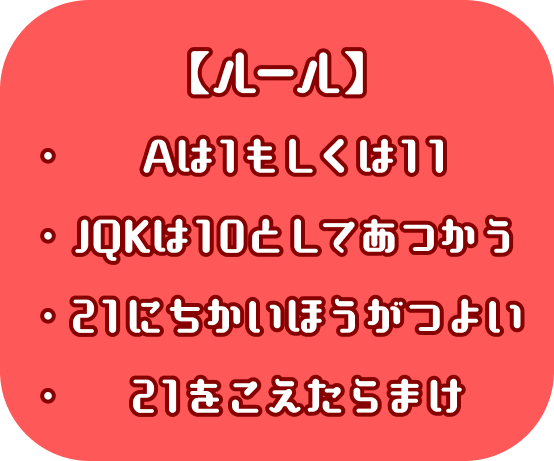 【ルール】
・ Aは1もしくは11
・ JQKは10としてあつかう
・ 21にちかいほうがつよい
・ 21をこえたらまけ